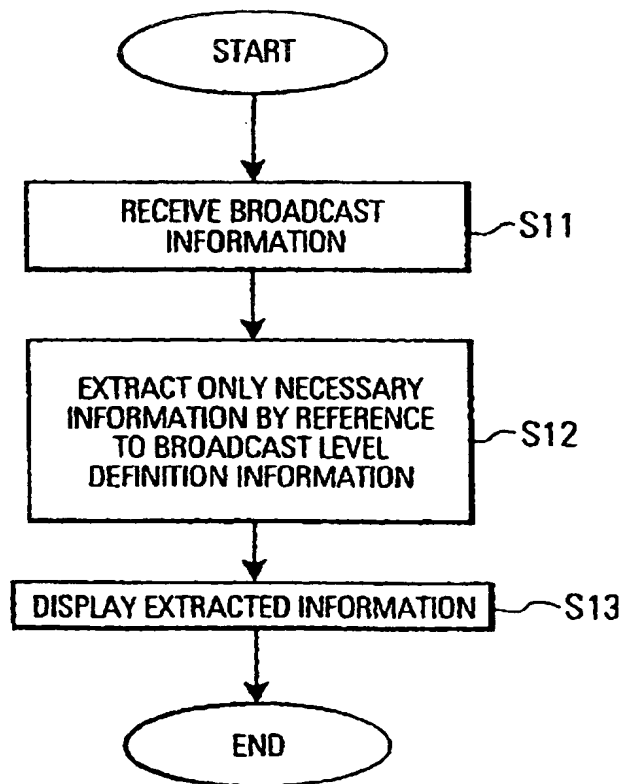 START
RECEIVE BROADCAST
INFORMATION
S11
EXTRACT ONLY NECESSARY
INFORMATION BY REFERENCE
TO BROADCAST LEVEL
DEFINITION INFORMATION
S12
DISPLAY EXTRACTED INFORMATION
S13
END